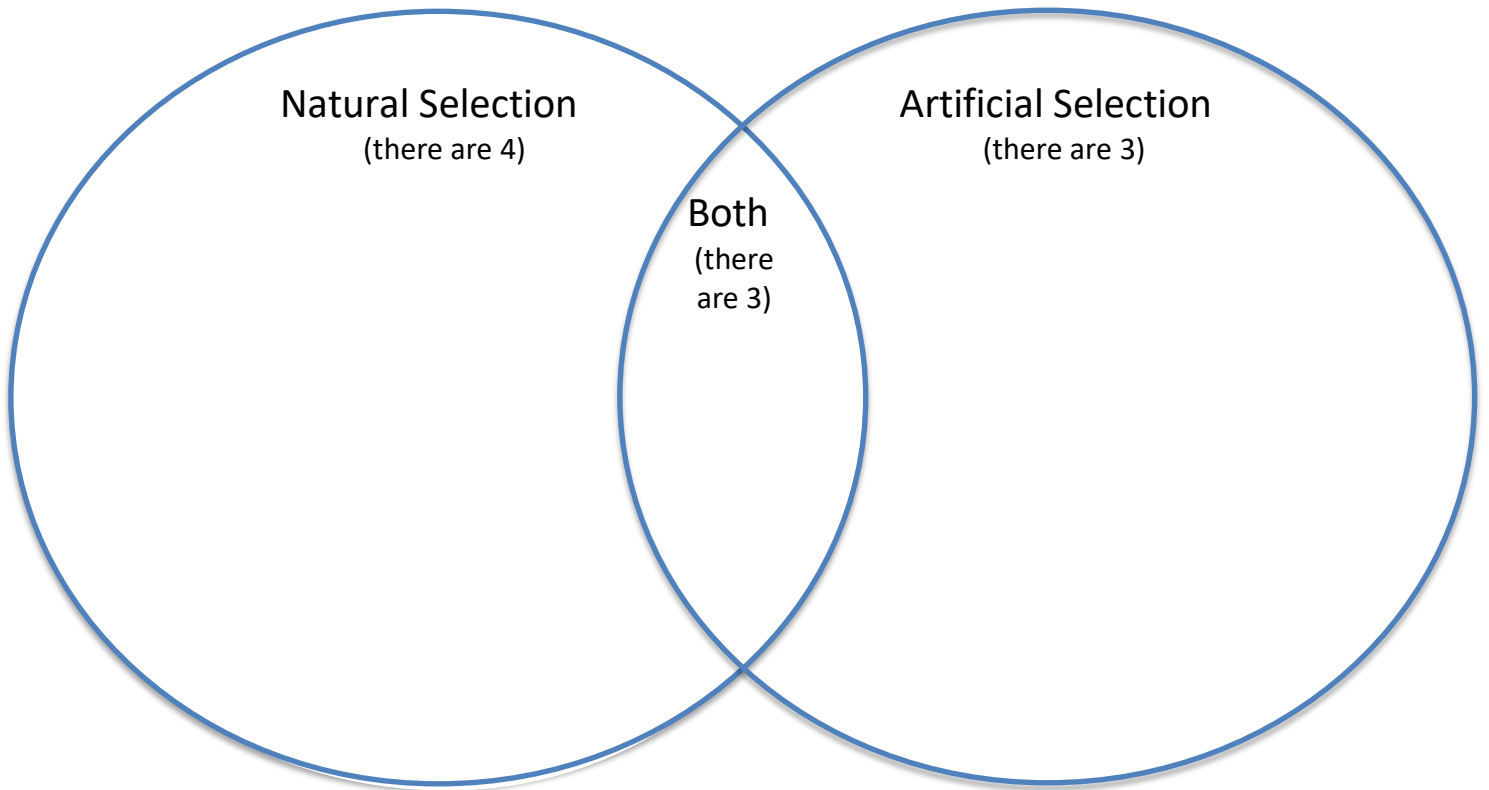 Natural Selection
(there are 4)
Artificial Selection
(there are 3)
Both
(there
are 3)